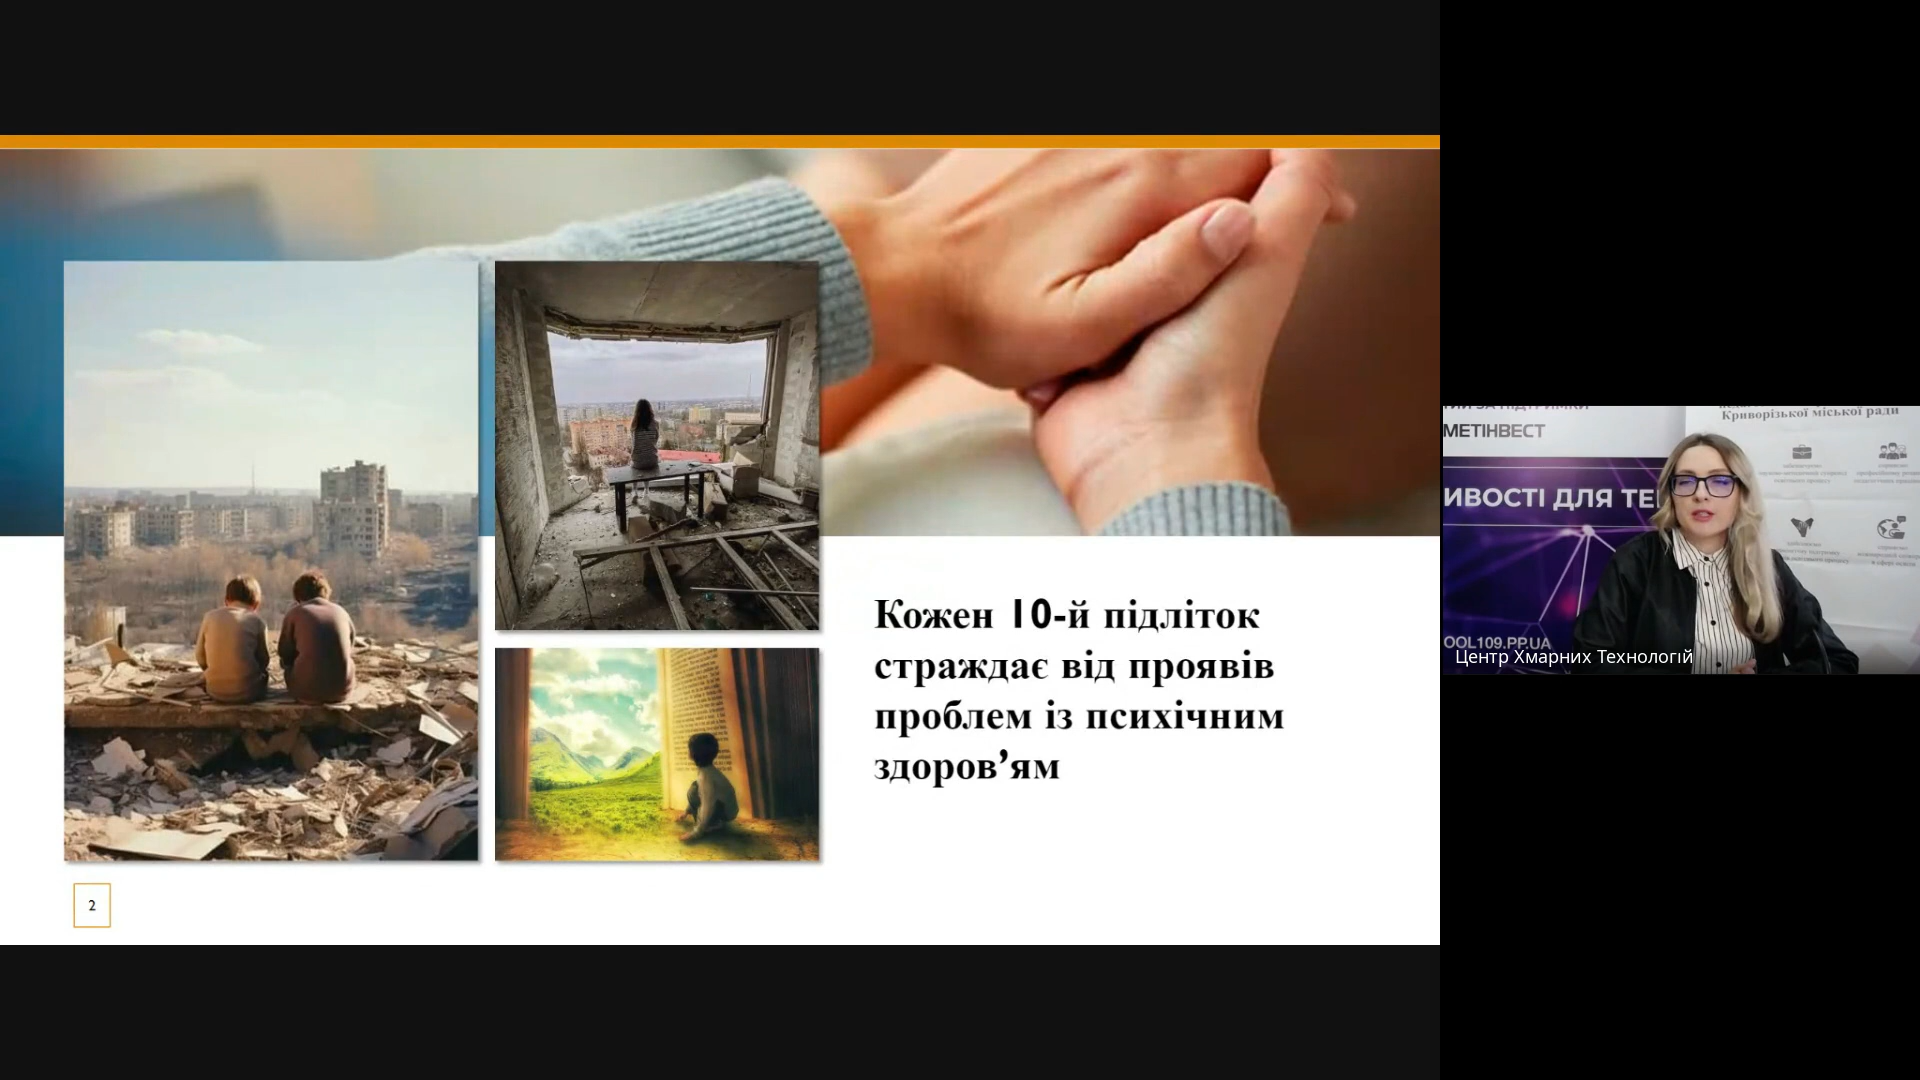 Кожен 10-й підліток
страждає від проявів
проблем із психічним
здоров’ям
2
МЕТІНВЕСТ
ИВОСТІ ДЛЯ ТЕ
OOL109.PP.UA
Криворізької міської ради
Центр Хмарних Технологій